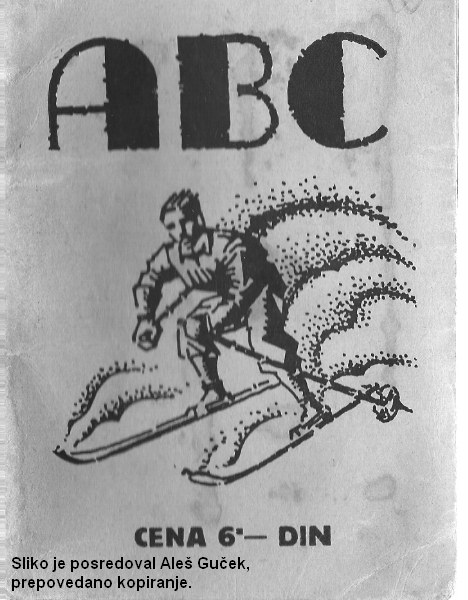 ABC
CENA 6·— DIN
Sliko je posredoval Aleš Guček,
prepovedano kopiranje.